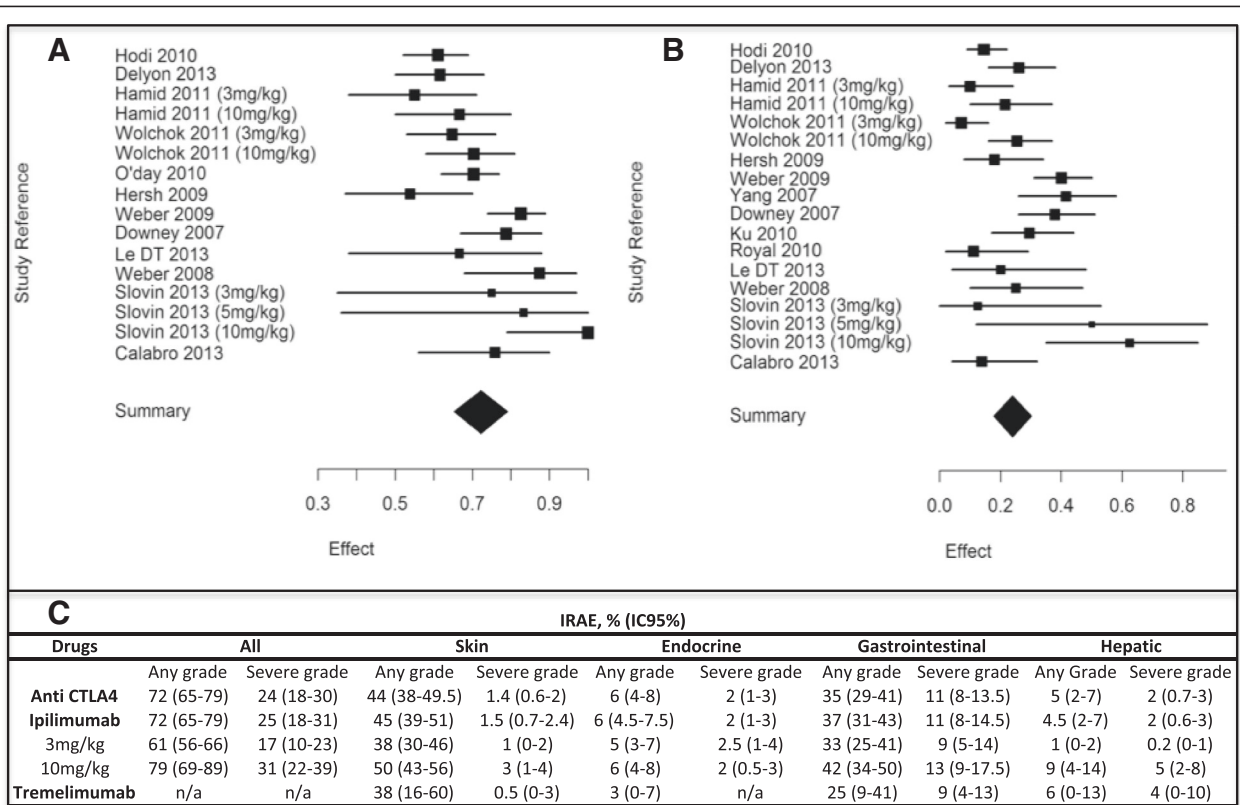 A
Study Reference
Hodi 2010
Delyon 2013
Hamid 2011 (3mg/kg)
Hamid 2011 (10mg/kg)
Wolchok 2011 (3mg/kg)
Wolchok 2011 (10mg/kg)
O'day 2010
Hersh 2009
Weber 2009
Downey 2007
Le DT 2013
Weber 2008
Slovin 2013 (3mg/kg)
Slovin 2013 (5mg/kg)
Slovin 2013 (10mg/kg)
Calabro 2013
Summary
0.3 0.5 0.7 0.9
Effect
B
Study Reference
Hodi 2010
Delyon 2013
Hamid 2011 (3mg/kg)
Hamid 2011 (10mg/kg)
Wolchok 2011 (3mg/kg)
Wolchok 2011 (10mg/kg)
Hersh 2009
Weber 2009
Yang 2007
Downey 2007
Ku 2010
Royal 2010
Le DT 2013
Weber 2008
Slovin 2013 (3mg/kg)
Slovin 2013 (5mg/kg)
Slovin 2013 (10mg/kg)
Calabro 2013
Summary
0.0 0.2 0.4 0.6 0.8
Effect
C
IRAE, % (IC95%)
Drugs All Skin Endocrine Gastrointestinal Hepatic
Any grade Severe grade Any grade Severe grade Any grade Severe grade Any grade Severe grade Any Grade Severe grade
Anti CTLA4 72 (65-79) 24 (18-30) 44 (38-49.5) 1.4 (0.6-2) 6 (4-8) 2 (1-3) 35 (29-41) 11 (8-13.5) 5 (2-7) 2 (0.7-3)
Ipilimumab 72 (65-79) 25 (18-31) 45 (39-51) 1.5 (0.7-2.4) 6 (4.5-7.5) 2 (1-3) 37 (31-43) 11 (8-14.5) 4.5 (2-7) 2 (0.6-3)
3mg/kg 61 (56-66) 17 (10-23) 38 (30-46) 1 (0-2) 5 (3-7) 2.5 (1-4) 33 (25-41) 9 (5-14) 1 (0-2) 0.2 (0-1)
10mg/kg 79 (69-89) 31 (22-39) 50 (43-56) 3 (1-4) 6 (4-8) 2 (0.5-3) 42 (34-50) 13 (9-17.5) 9 (4-14) 5 (2-8)
Tremelimumab n/a n/a 38 (16-60) 0.5 (0-3) 3 (0-7) n/a 25 (9-41) 9 (4-13) 6 (0-13) 4 (0-10)